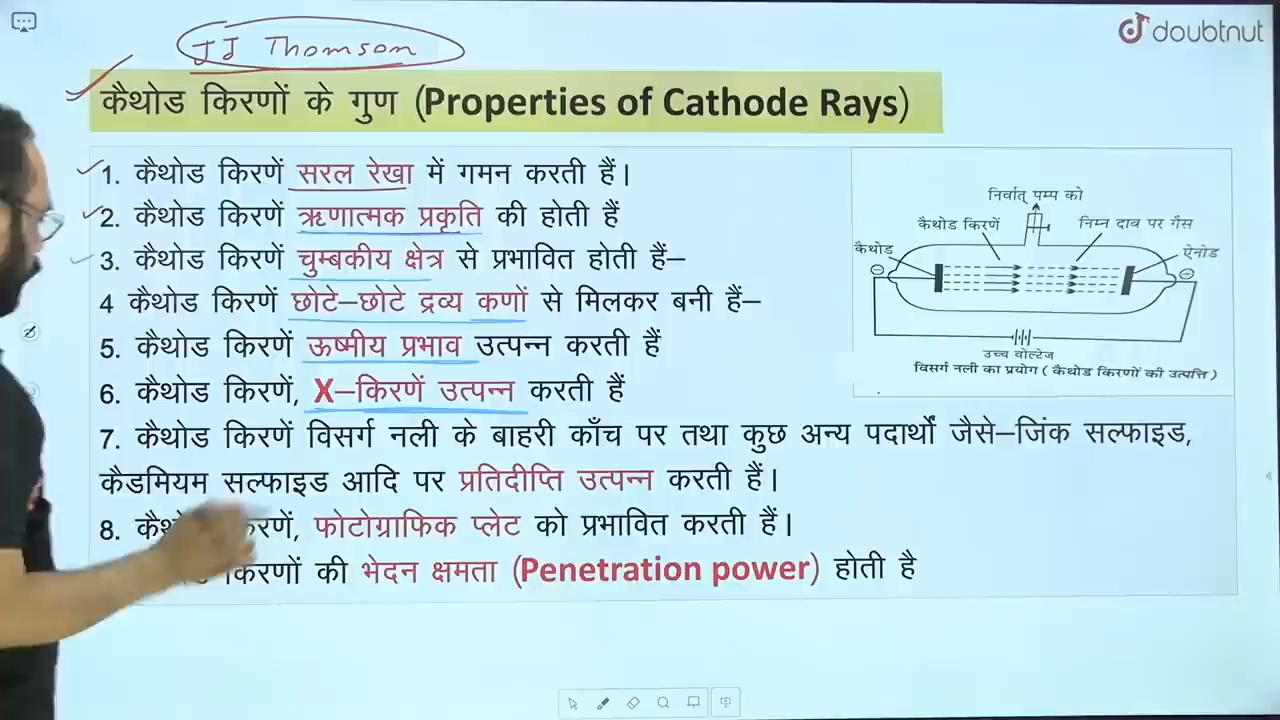 doubtnut
JJ Thomson
कैथोड किरणों के गुण (Properties of Cathode Rays)
1. कैथोड किरणें सरल रेखा में गमन करती हैं।
2. कैथोड किरणें ऋणात्मक प्रकृति की होती हैं
3. कैथोड किरणें चुम्बकीय क्षेत्र से प्रभावित होती हैं–
4 कैथोड किरणें छोटे–छोटे द्रव्य कणों से मिलकर बनी हैं–
5. कैथोड किरणें ऊष्मीय प्रभाव उत्पन्न करती हैं
6. कैथोड किरणें, X–किरणें उत्पन्न करती हैं
7. कैथोड किरणें विसर्ग नली के बाहरी काँच पर तथा कुछ अन्य पदार्थों जैसे–जिंक सल्फाइड,
कैडमियम सल्फाइड आदि पर प्रतिदीप्ति उत्पन्न करती हैं।
8. फोटोग्राफिक प्लेट को प्रभावित करती हैं।
किरणों की भेदन क्षमता (Penetration power) होती है
निर्वात् पम्प को
कैथोड किरणें
निम्न दाव पर गैस
कैथोड
ऐनोड
उच्च वोल्टेज
विसर्ग नली का प्रयोग ( कैथोड किरणों की उत्पत्ति )